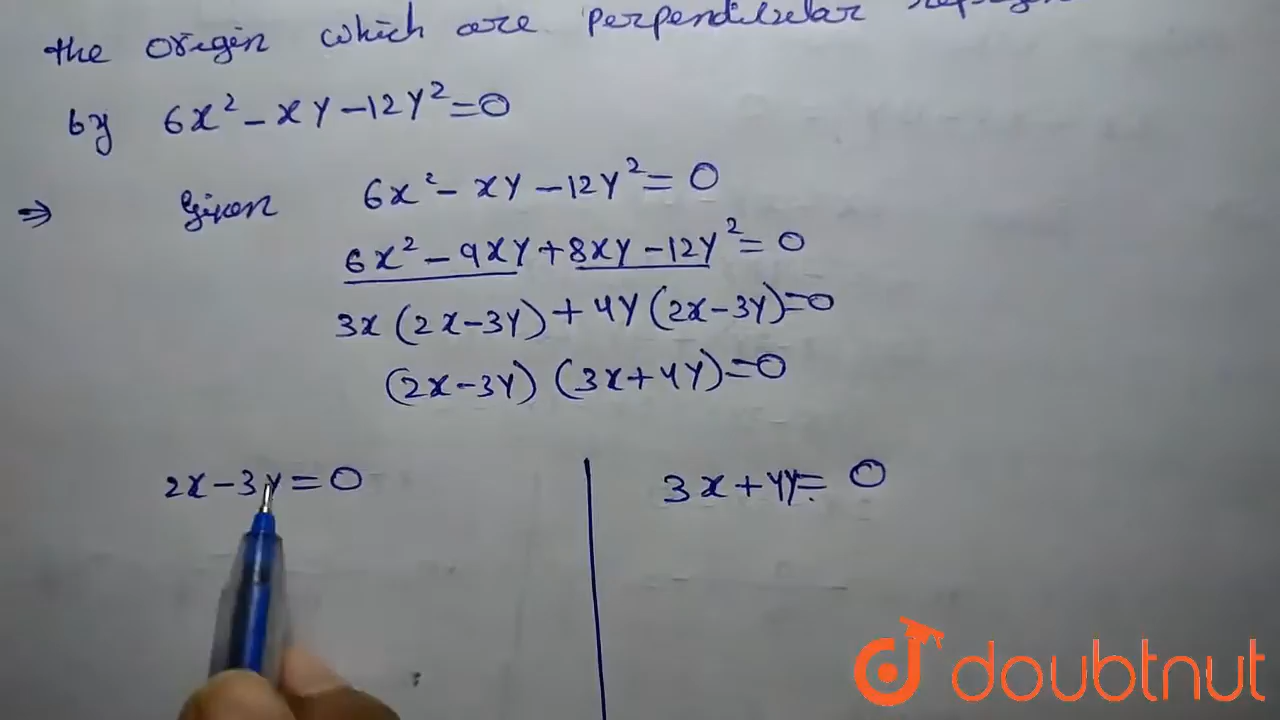 the origin which are perpendicular
by 6x² - xy - 12y² = 0
⇒ Given 6x² - xy - 12y² = 0
6x² - 9xy + 8xy - 12y² = 0
3x (2x - 3y) + 4y (2x - 3y) = 0
(2x - 3y) (3x + 4y) = 0
2x - 3y = 0
3x + 4y = 0
doubtnut